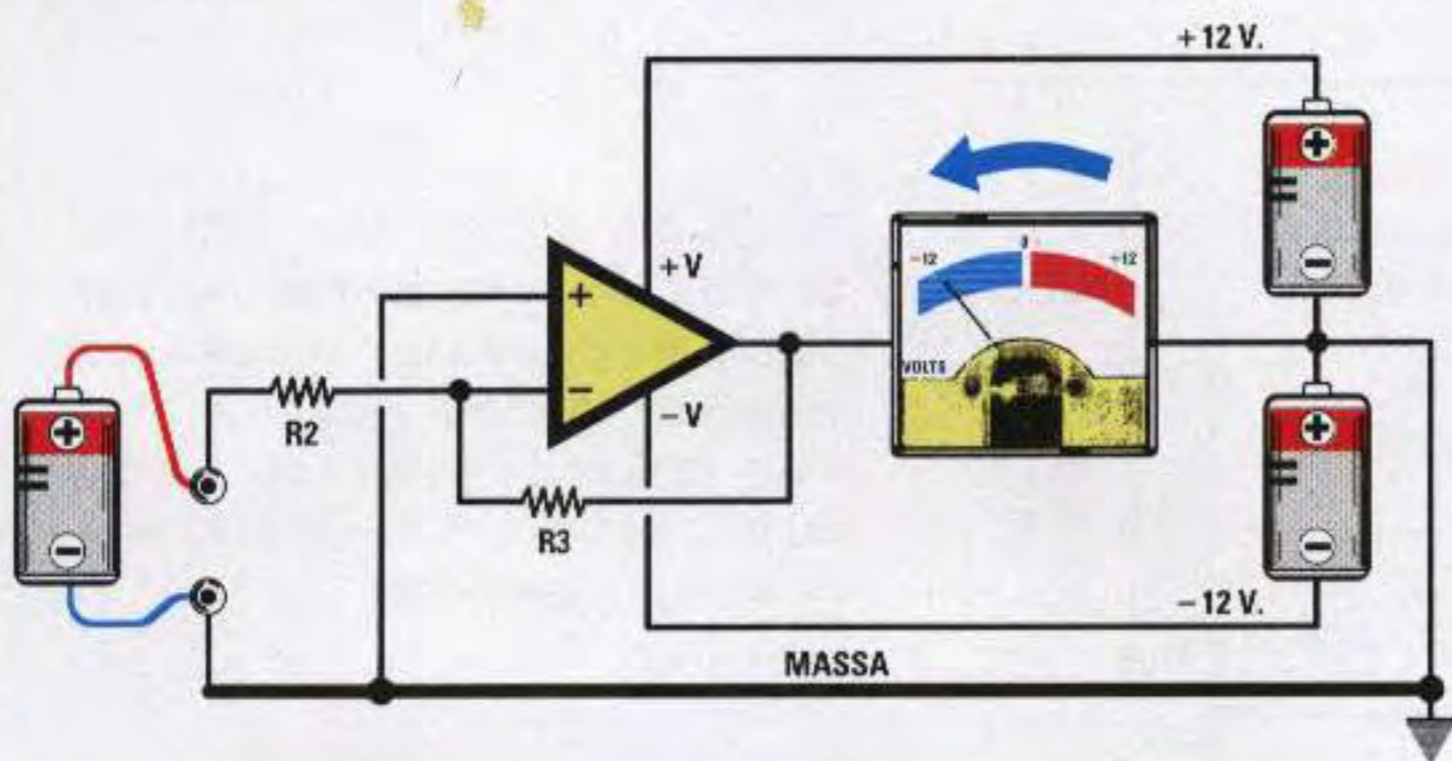 +12 V.
-12
0
+12
+V
+
VOLTS
-
-V
R2
R3
-12 V.
MASSA
+
-
+
-
+
-